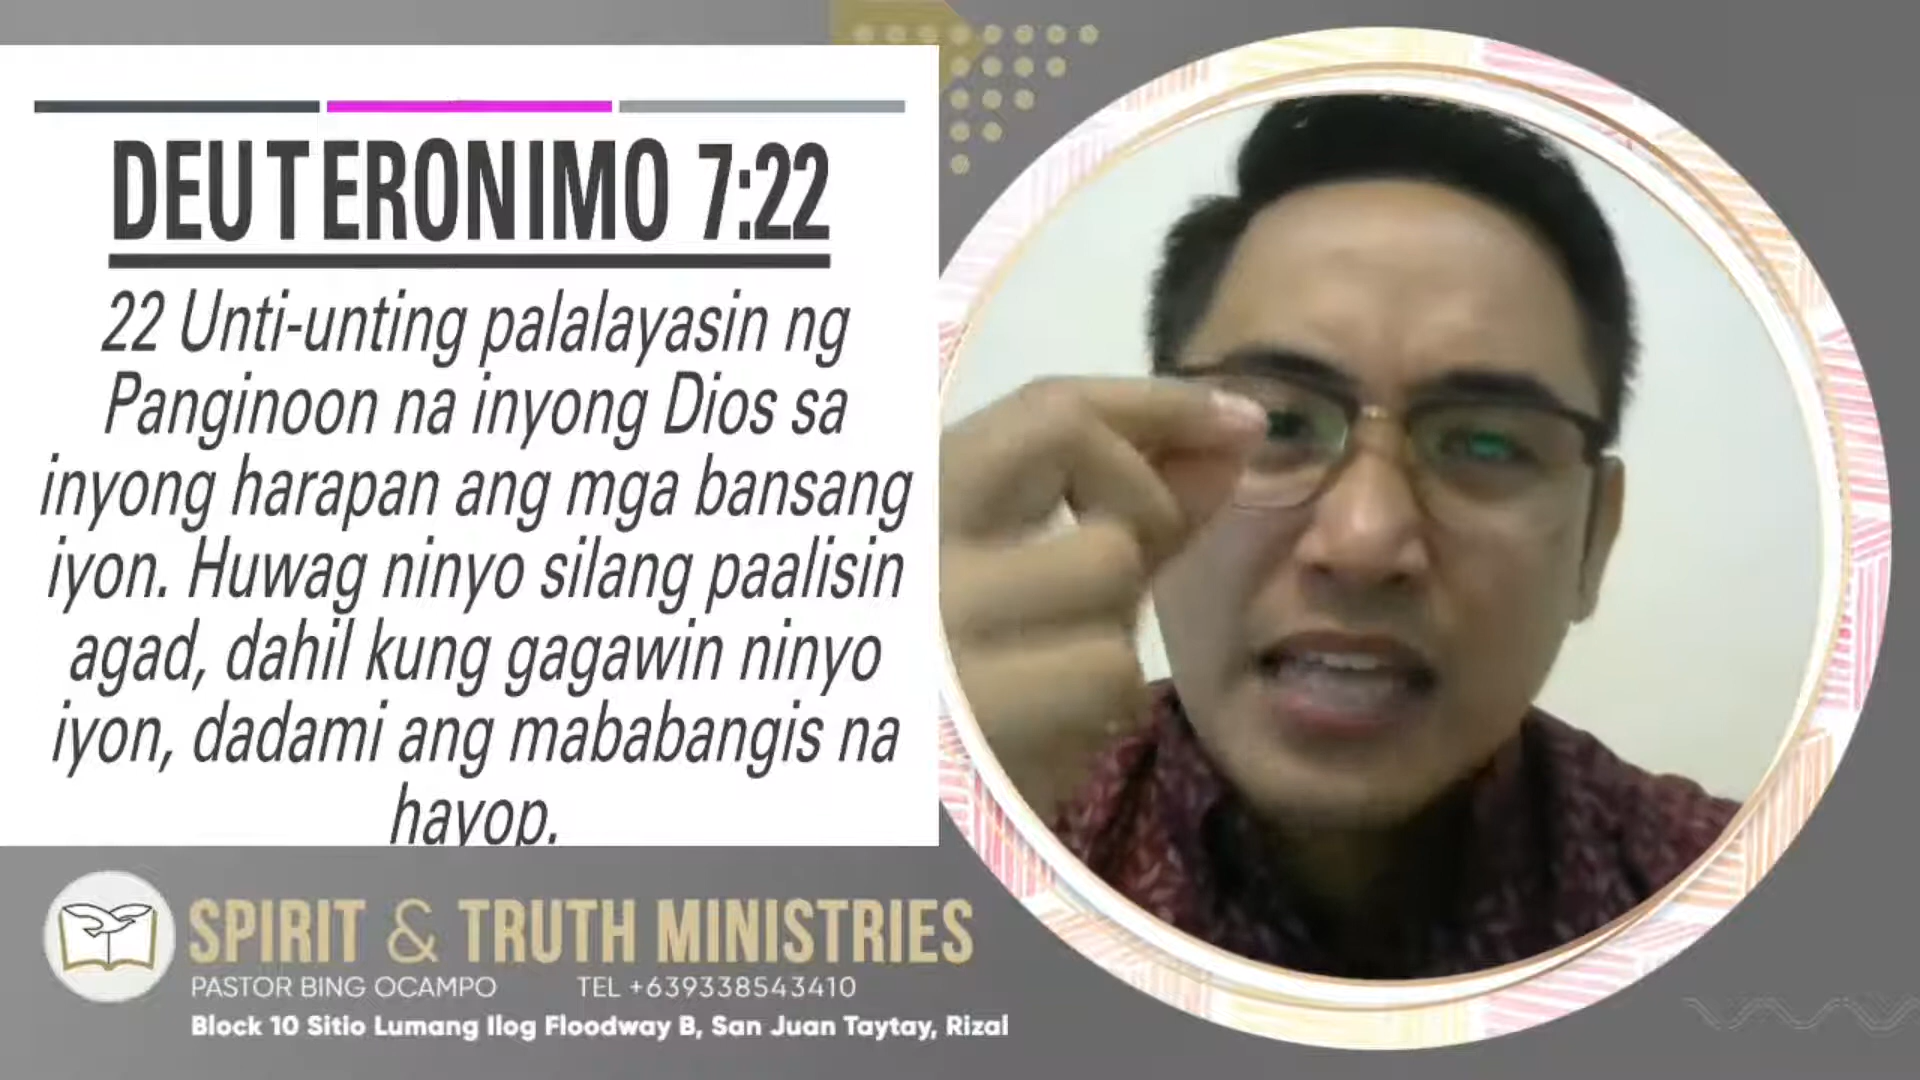 DEUTERONIMO 7:22
22 Unti-unting palalayasin ng
Panginoon na inyong Dios sa
inyong harapan ang mga bansang
iyon. Huwag ninyo silang paalisin
agad, dahil kung gagawin ninyo
iyon, dadami ang mababangis na
hayop.
SPIRIT & TRUTH MINISTRIES
PASTOR BING OCAMPO TEL +639338543410
Block 10 Sitio Lumang Ilog Floodway B, San Juan Taytay, Rizal